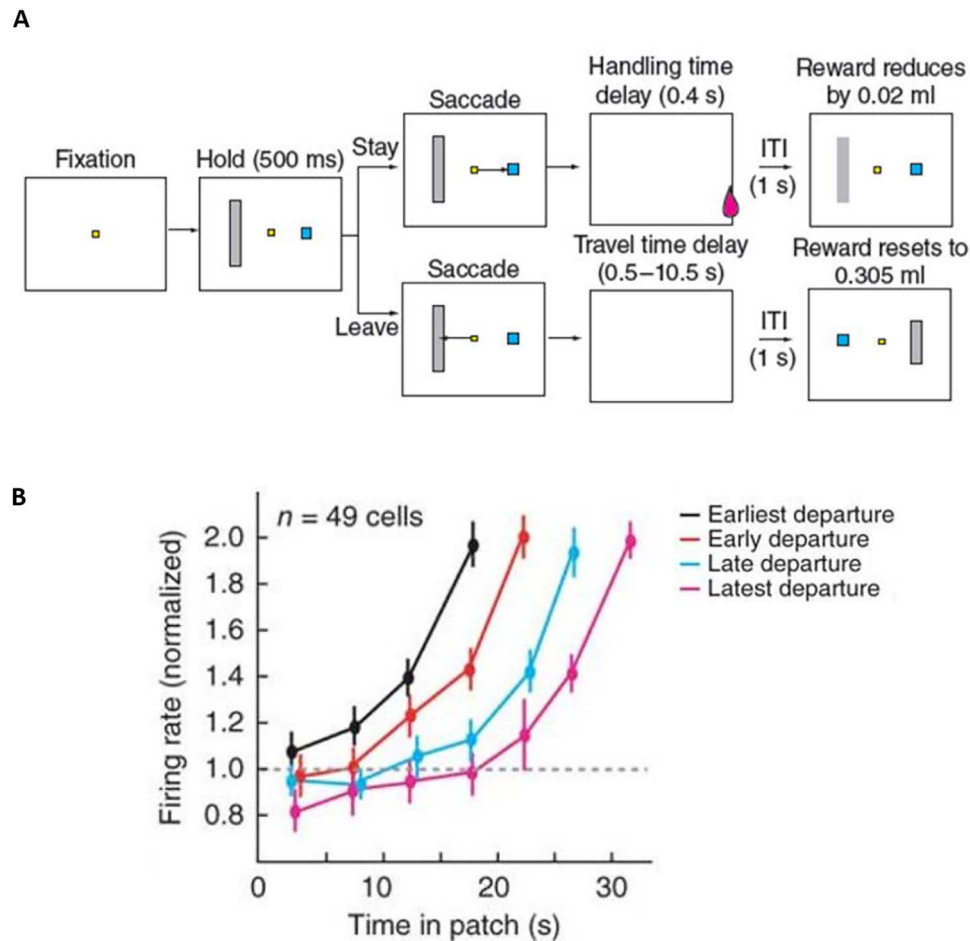 A
Fixation
Hold (500 ms)
Stay
Leave
Saccade
Handling time
delay (0.4 s)
ITI
(1 s)
Reward reduces
by 0.02 ml
Saccade
Travel time delay
(0.5–10.5 s)
ITI
(1 s)
Reward resets to
0.305 ml
B
n = 49 cells
Earliest departure
Early departure
Late departure
Latest departure
Firing rate (normalized)
2.0
1.8
1.6
1.4
1.2
1.0
0.8
0 10 20 30
Time in patch (s)